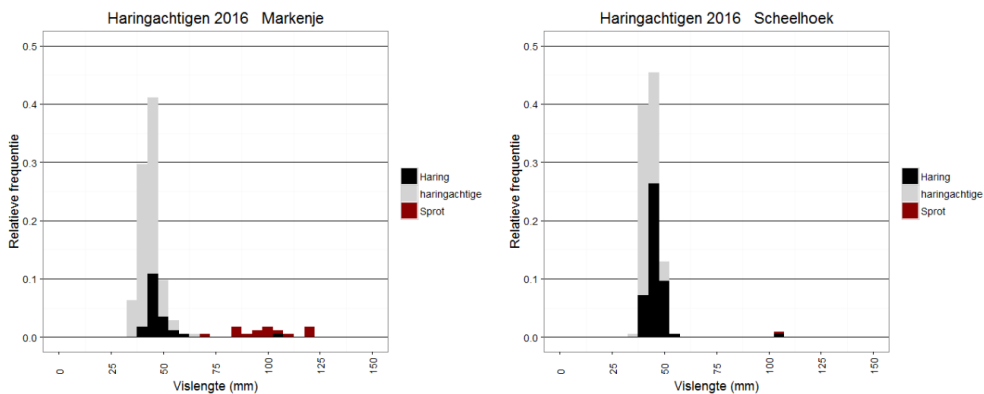 Haringachtigen 2016 Markenje
Relatieve frequentie
0.5
0.4
0.3
0.2
0.1
0.0
0
25
50
75
100
125
150
Vislengte (mm)
Haring
haringachtige
Sprot
Haringachtigen 2016 Scheelhoek
Relatieve frequentie
0.5
0.4
0.3
0.2
0.1
0.0
0
25
50
75
100
125
150
Vislengte (mm)
Haring
haringachtige
Sprot